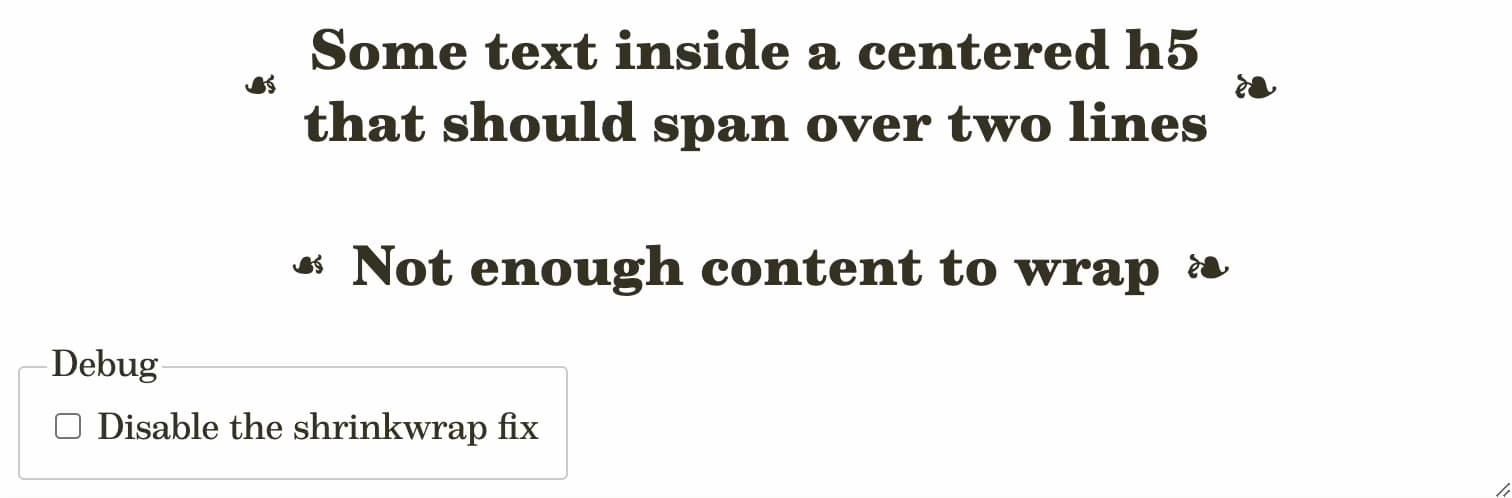 ☙ Some text inside a centered h5
that should span over two lines ❧
☙ Not enough content to wrap ❧
Debug
Disable the shrinkwrap fix